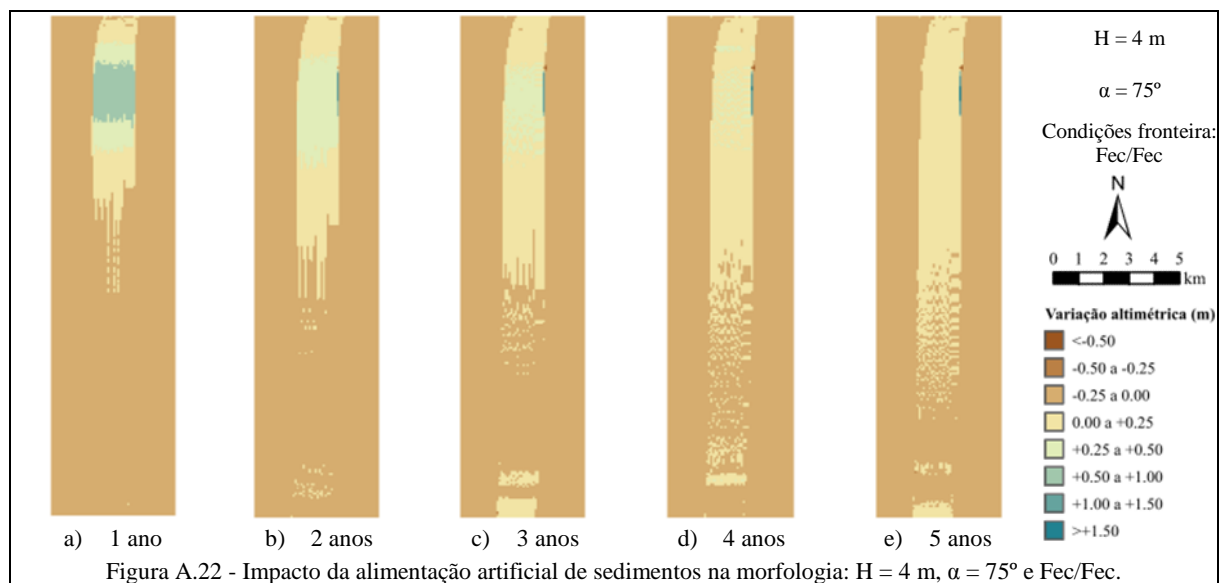 H = 4 m
α = 75º
Condições fronteira:
Fec/Fec
N
0 1 2 3 4 5
km
Variação altimétrica (m)
<-0.50
-0.50 a -0.25
-0.25 a 0.00
0.00 a +0.25
+0.25 a +0.50
+0.50 a +1.00
+1.00 a +1.50
>+1.50
a) 1 ano b) 2 anos c) 3 anos d) 4 anos e) 5 anos
Figura A.22 - Impacto da alimentação artificial de sedimentos na morfologia: H = 4 m, α = 75º e Fec/Fec.